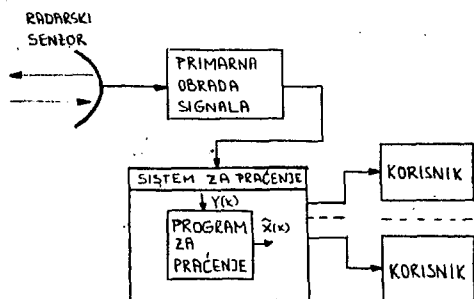 RADARSKI
SENZOR
PRIMARNA
OBRADA
SIGNALA
SISTEM ZA PRAĆENJE
Y(k)
PROGRAM
ZA
PRAĆENJE
x̃(k)
KORISNIK
KORISNIK